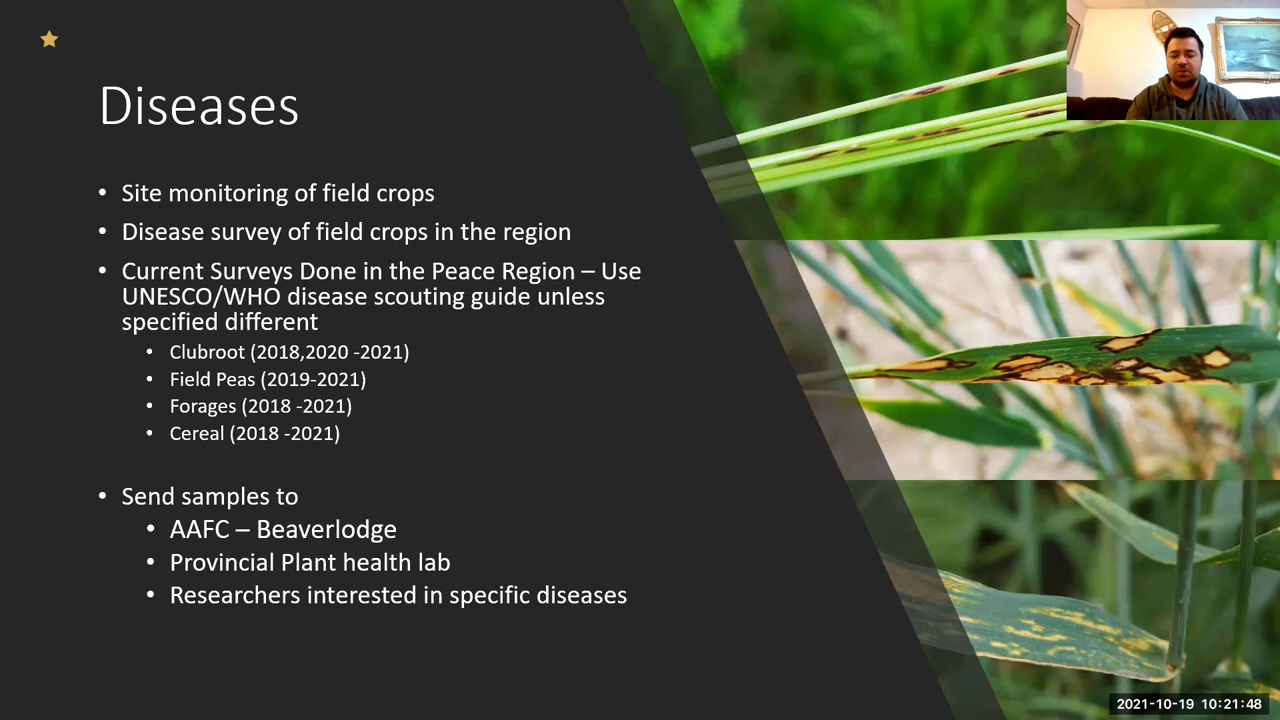 Diseases
• Site monitoring of field crops
• Disease survey of field crops in the region
• Current Surveys Done in the Peace Region – Use
UNESCO/WHO disease scouting guide unless
specified different
• Clubroot (2018,2020 -2021)
• Field Peas (2019-2021)
• Forages (2018 -2021)
• Cereal (2018 -2021)
• Send samples to
• AAFC – Beaverlodge
• Provincial Plant health lab
• Researchers interested in specific diseases
2021-10-19 10:21:48